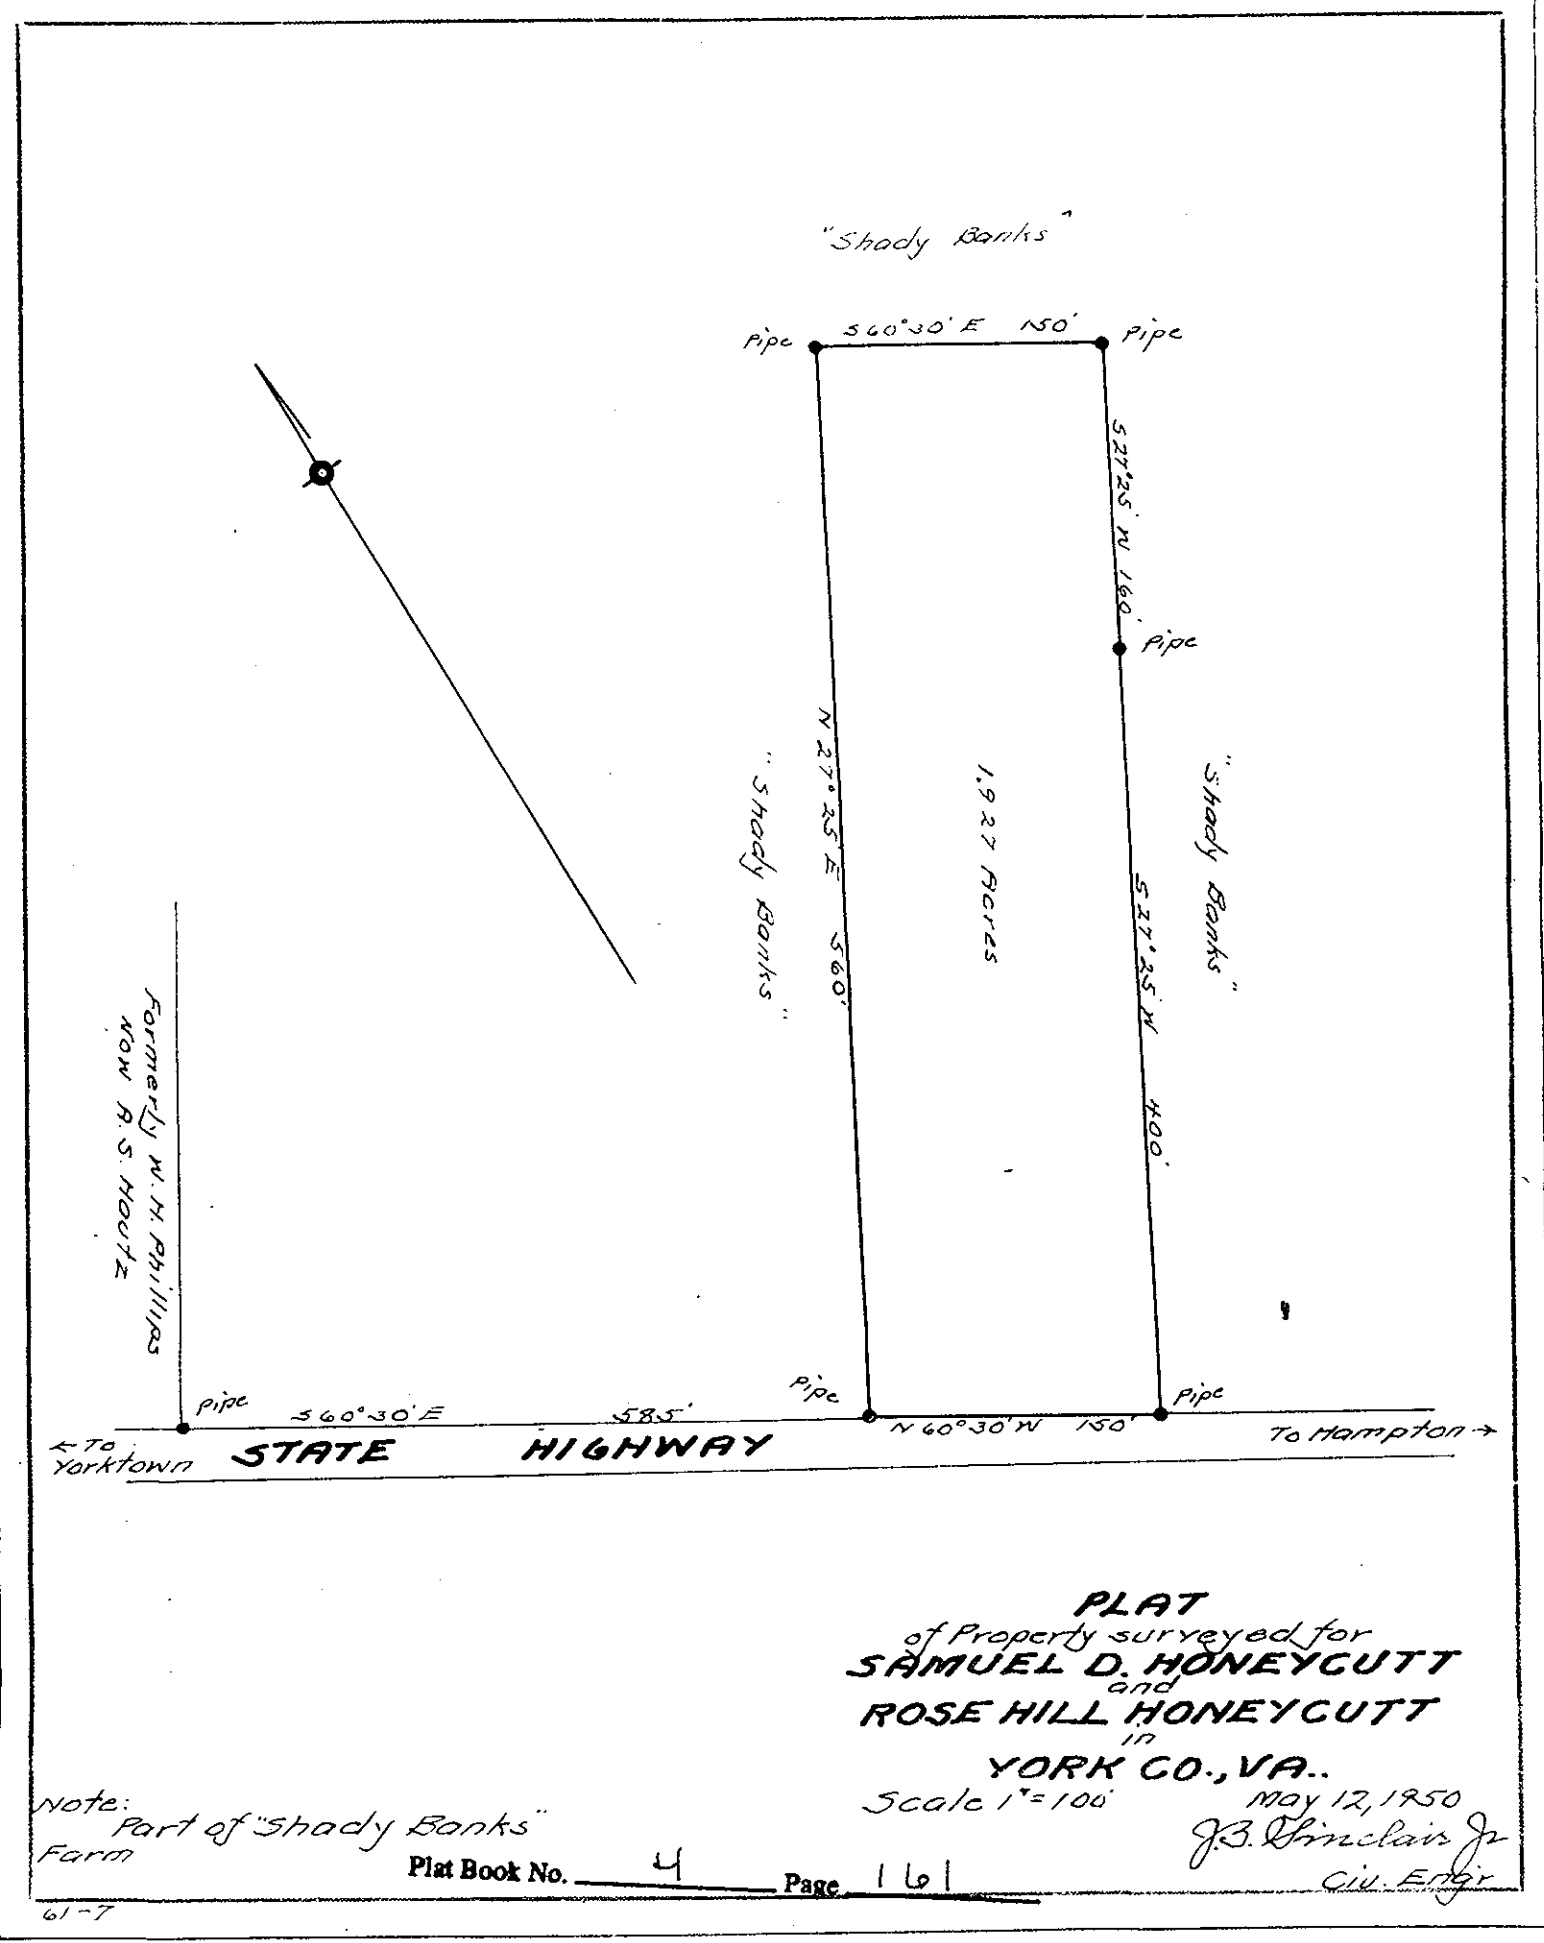 "Shady Banks"
Pipe S 60°30' E 150' Pipe
S 27°25' W 160'
Pipe
N 27°25' E 560'
"Shady Banks"
1.927 Acres
"Shady Banks"
S 27°25' W 400'
Formerly W. H. Phillips
Now A. S. Houtz
Pipe S 60°30' E 585' Pipe N 60°30' W 150' Pipe
← To Yorktown
STATE HIGHWAY
To Hampton →
PLAT
of Property surveyed for
SAMUEL D. HONEYCUTT
and
ROSE HILL HONEYCUTT
in
YORK CO., VA..
Scale 1"=100' May 12, 1950
J.B. Sinclair Jr
Civ. Engr.
Note:
Part of "Shady Banks"
Farm
Plat Book No. 4 Page 161
61-7